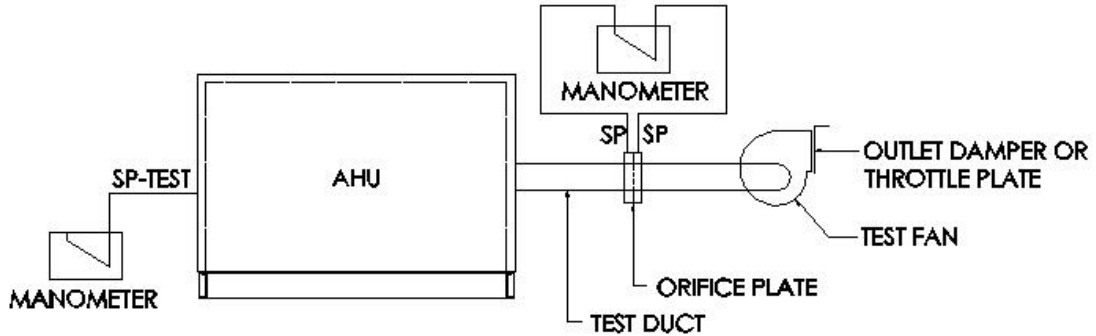 MANOMETER
SP SP
OUTLET DAMPER OR
THROTTLE PLATE
SP-TEST
AHU
TEST FAN
MANOMETER
ORIFICE PLATE
TEST DUCT